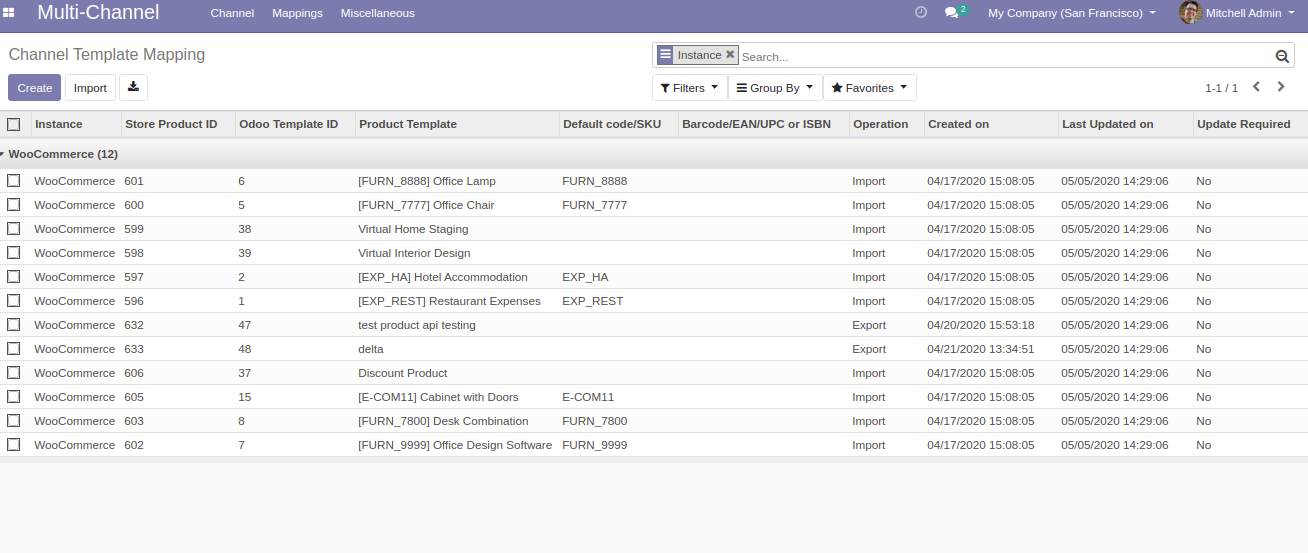 Multi-Channel Channel Mappings Miscellaneous 2 My Company (San Francisco) Mitchell Admin
Channel Template Mapping Instance Search...
Create Import Filters Group By Favorites 1-1 / 1
Instance Store Product ID Odoo Template ID Product Template Default code/SKU Barcode/EAN/UPC or ISBN Operation Created on Last Updated on Update Required
WooCommerce (12)
WooCommerce 601 6 [FURN_8888] Office Lamp FURN_8888 Import 04/17/2020 15:08:05 05/05/2020 14:29:06 No
WooCommerce 600 5 [FURN_7777] Office Chair FURN_7777 Import 04/17/2020 15:08:05 05/05/2020 14:29:06 No
WooCommerce 599 38 Virtual Home Staging Import 04/17/2020 15:08:05 05/05/2020 14:29:06 No
WooCommerce 598 39 Virtual Interior Design Import 04/17/2020 15:08:05 05/05/2020 14:29:06 No
WooCommerce 597 2 [EXP_HA] Hotel Accommodation EXP_HA Import 04/17/2020 15:08:05 05/05/2020 14:29:06 No
WooCommerce 596 1 [EXP_REST] Restaurant Expenses EXP_REST Import 04/17/2020 15:08:05 05/05/2020 14:29:06 No
WooCommerce 632 47 test product api testing Export 04/20/2020 15:53:18 05/05/2020 14:29:06 No
WooCommerce 633 48 delta Export 04/21/2020 13:34:51 05/05/2020 14:29:06 No
WooCommerce 606 37 Discount Product Import 04/17/2020 15:08:05 05/05/2020 14:29:06 No
WooCommerce 605 15 [E-COM11] Cabinet with Doors E-COM11 Import 04/17/2020 15:08:05 05/05/2020 14:29:06 No
WooCommerce 603 8 [FURN_7800] Desk Combination FURN_7800 Import 04/17/2020 15:08:05 05/05/2020 14:29:06 No
WooCommerce 602 7 [FURN_9999] Office Design Software FURN_9999 Import 04/17/2020 15:08:05 05/05/2020 14:29:06 No